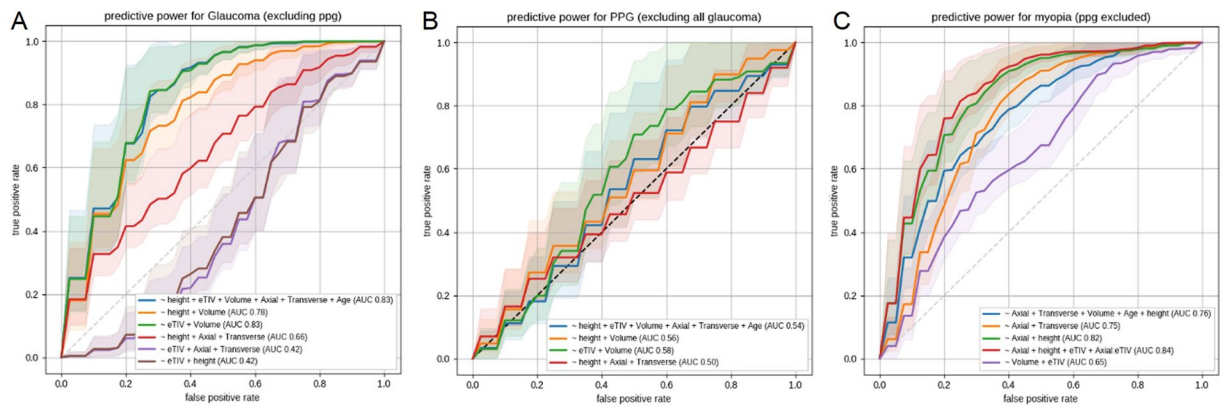 A
predictive power for Glaucoma (excluding ppg)
true positive rate
1.0
0.8
0.6
0.4
0.2
0.0
~ height + eTIV + Volume + Axial + Transverse + Age (AUC 0.83)
~ height + Volume (AUC 0.78)
~ eTIV + Volume (AUC 0.83)
~ height + Axial + Transverse (AUC 0.66)
~ eTIV + Axial + Transverse (AUC 0.42)
~ eTIV + height (AUC 0.42)
0.0 0.2 0.4 0.6 0.8 1.0
false positive rate
B
predictive power for PPG (excluding all glaucoma)
true positive rate
1.0
0.8
0.6
0.4
0.2
0.0
~ height + eTIV + Volume + Axial + Transverse + Age (AUC 0.54)
~ height + Volume (AUC 0.56)
~ eTIV + Volume (AUC 0.58)
~ height + Axial + Transverse (AUC 0.50)
0.0 0.2 0.4 0.6 0.8 1.0
false positive rate
C
predictive power for myopia (ppg excluded)
true positive rate
1.0
0.8
0.6
0.4
0.2
0.0
~ Axial + Transverse + Volume + Age + height (AUC 0.76)
~ Axial + Transverse (AUC 0.75)
~ Axial + height (AUC 0.82)
~ Axial + height + eTIV + Axial:eTIV (AUC 0.84)
~ Volume + eTIV (AUC 0.65)
0.0 0.2 0.4 0.6 0.8 1.0
false positive rate